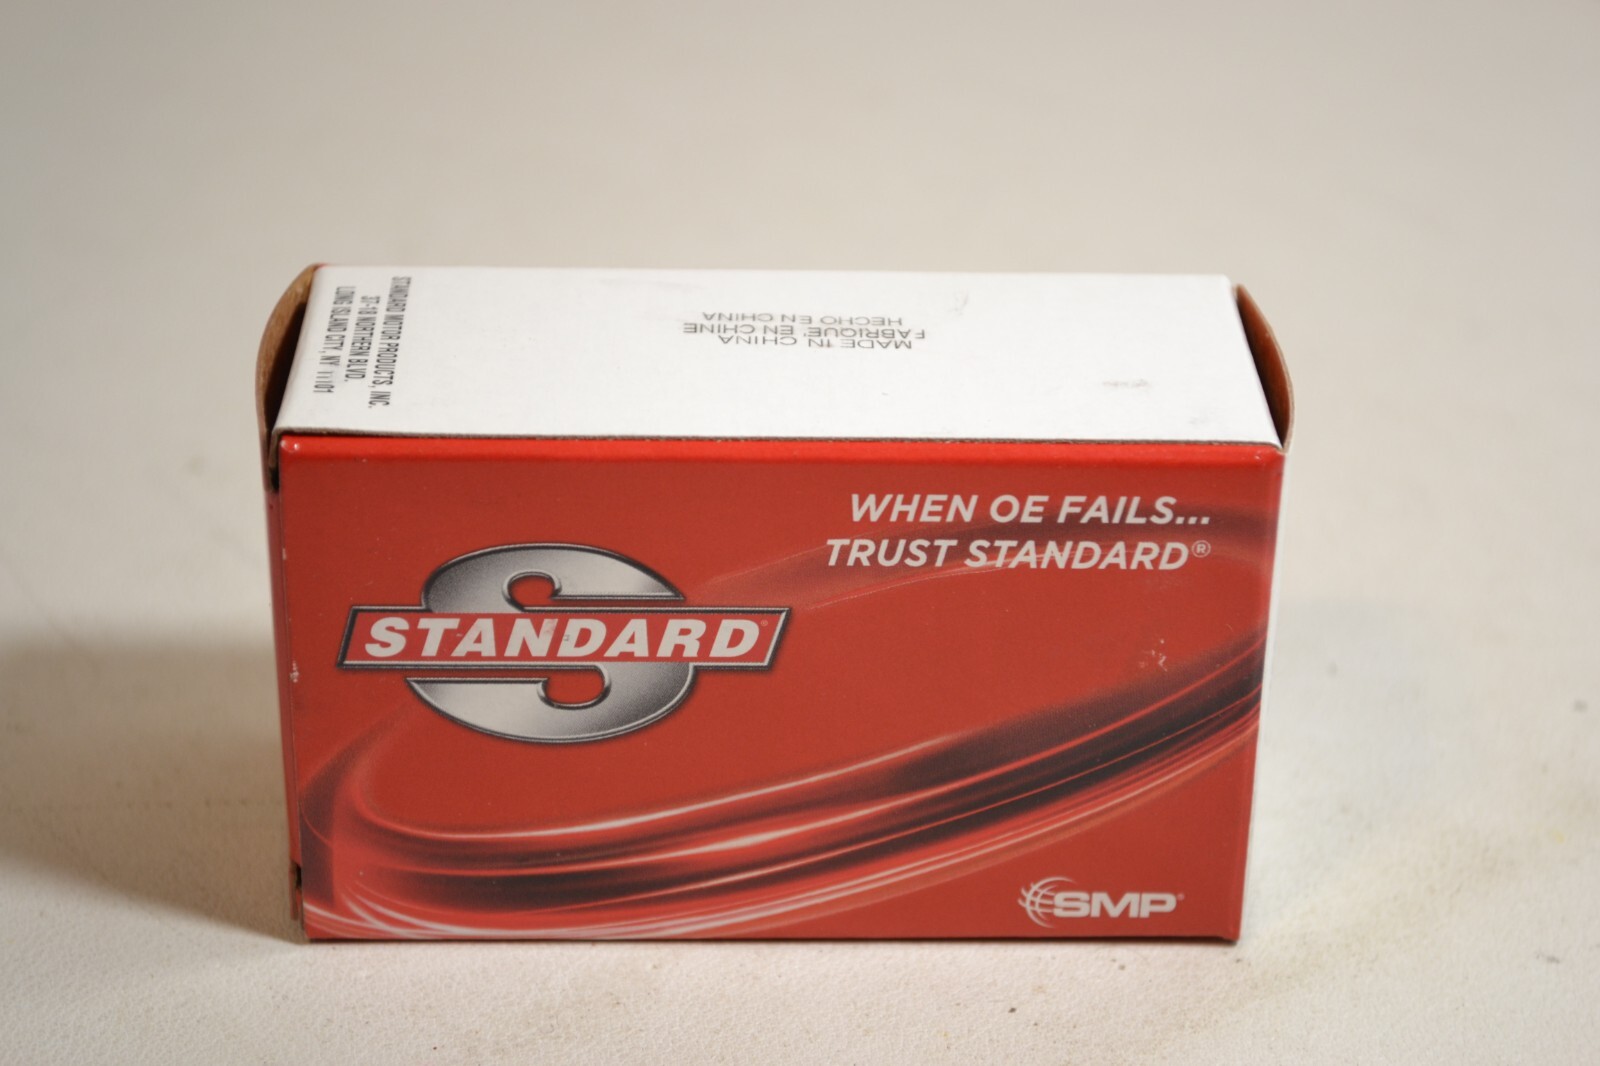 STANDARD MOTOR PRODUCTS, INC.
37-18 NORTHERN BLVD.
LONG ISLAND CITY, NY 11101
MADE IN CHINA
FABRIQUE' EN CHINE
HECHO EN CHINA
WHEN OE FAILS...
TRUST STANDARD®
S
STANDARD
SMP